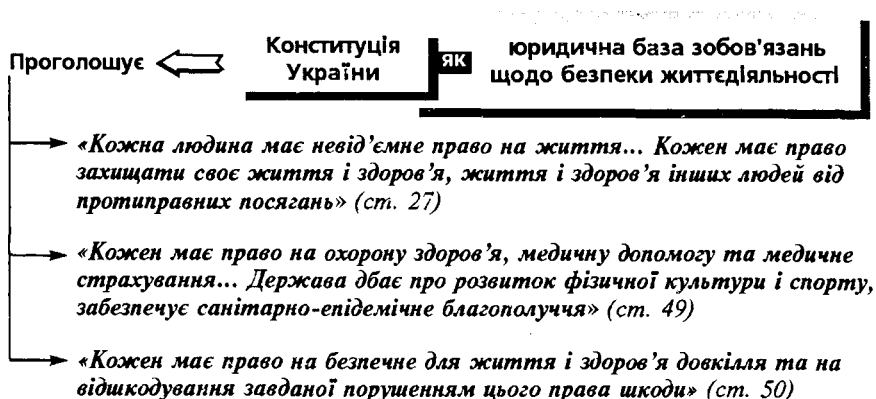 Проголошує
Конституція
України
як
юридична база зобов'язань
щодо безпеки життєдіяльності
«Кожна людина має невід’ємне право на життя... Кожен має право
захищати своє життя і здоров’я, життя і здоров’я інших людей від
протиправних посягань» (ст. 27)
«Кожен має право на охорону здоров’я, медичну допомогу та медичне
страхування... Держава дбає про розвиток фізичної культури і спорту,
забезпечує санітарно-епідемічне благополуччя» (ст. 49)
«Кожен має право на безпечне для життя і здоров’я довкілля та на
відшкодування завданої порушенням цього права шкоди» (ст. 50)